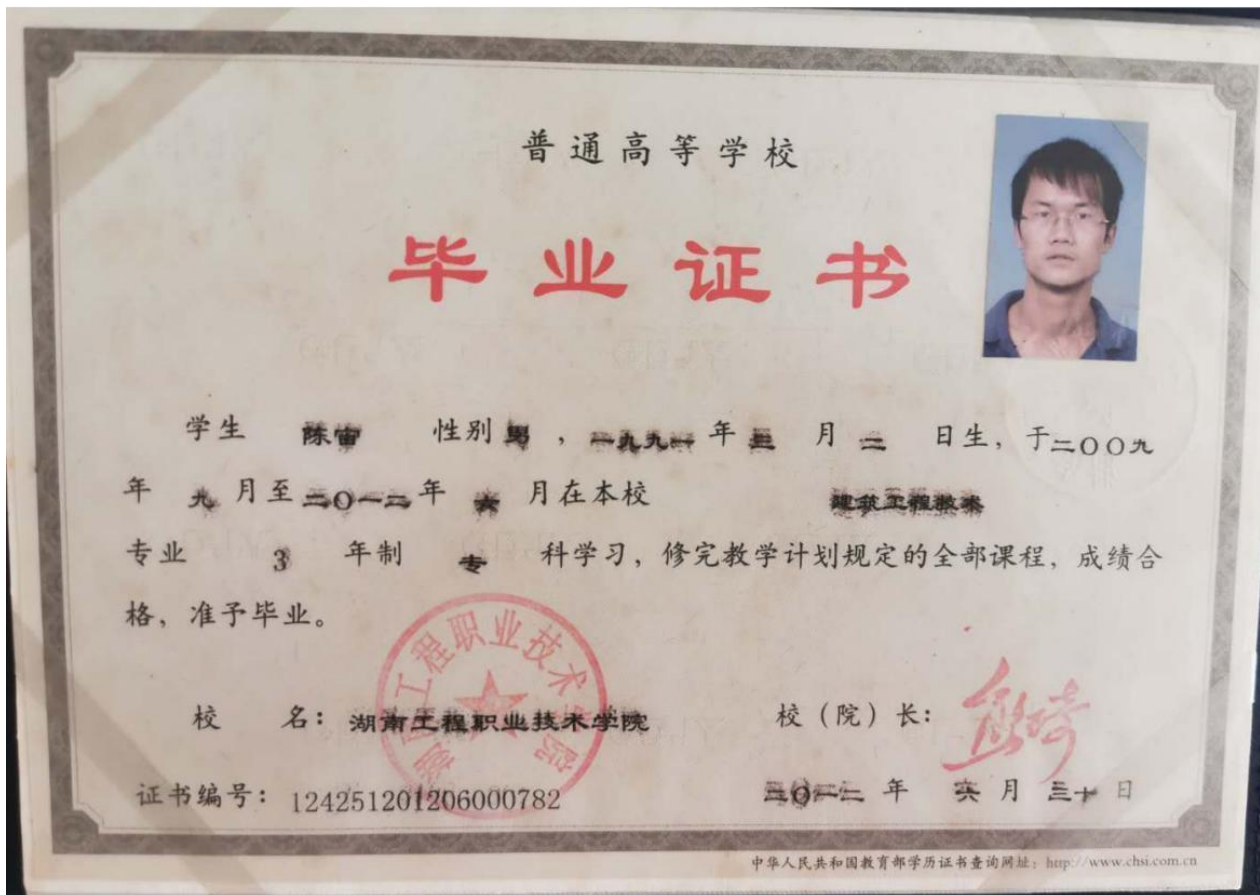 普通高等学校
毕业证书
学生 陈宙 性别 男，一九九一年 三 月 二 日生，于二〇〇九
年 九 月至二〇一二年 六 月在本校 建筑工程技术
专业 3 年制 专 科学习，修完教学计划规定的全部课程，成绩合
格，准予毕业。
校 名：湖南工程职业技术学院 校（院）长：
证书编号：124251201206000782 二〇一二 年 六 月 三十 日
中华人民共和国教育部学历证书查询网址：http://www.chsi.com.cn